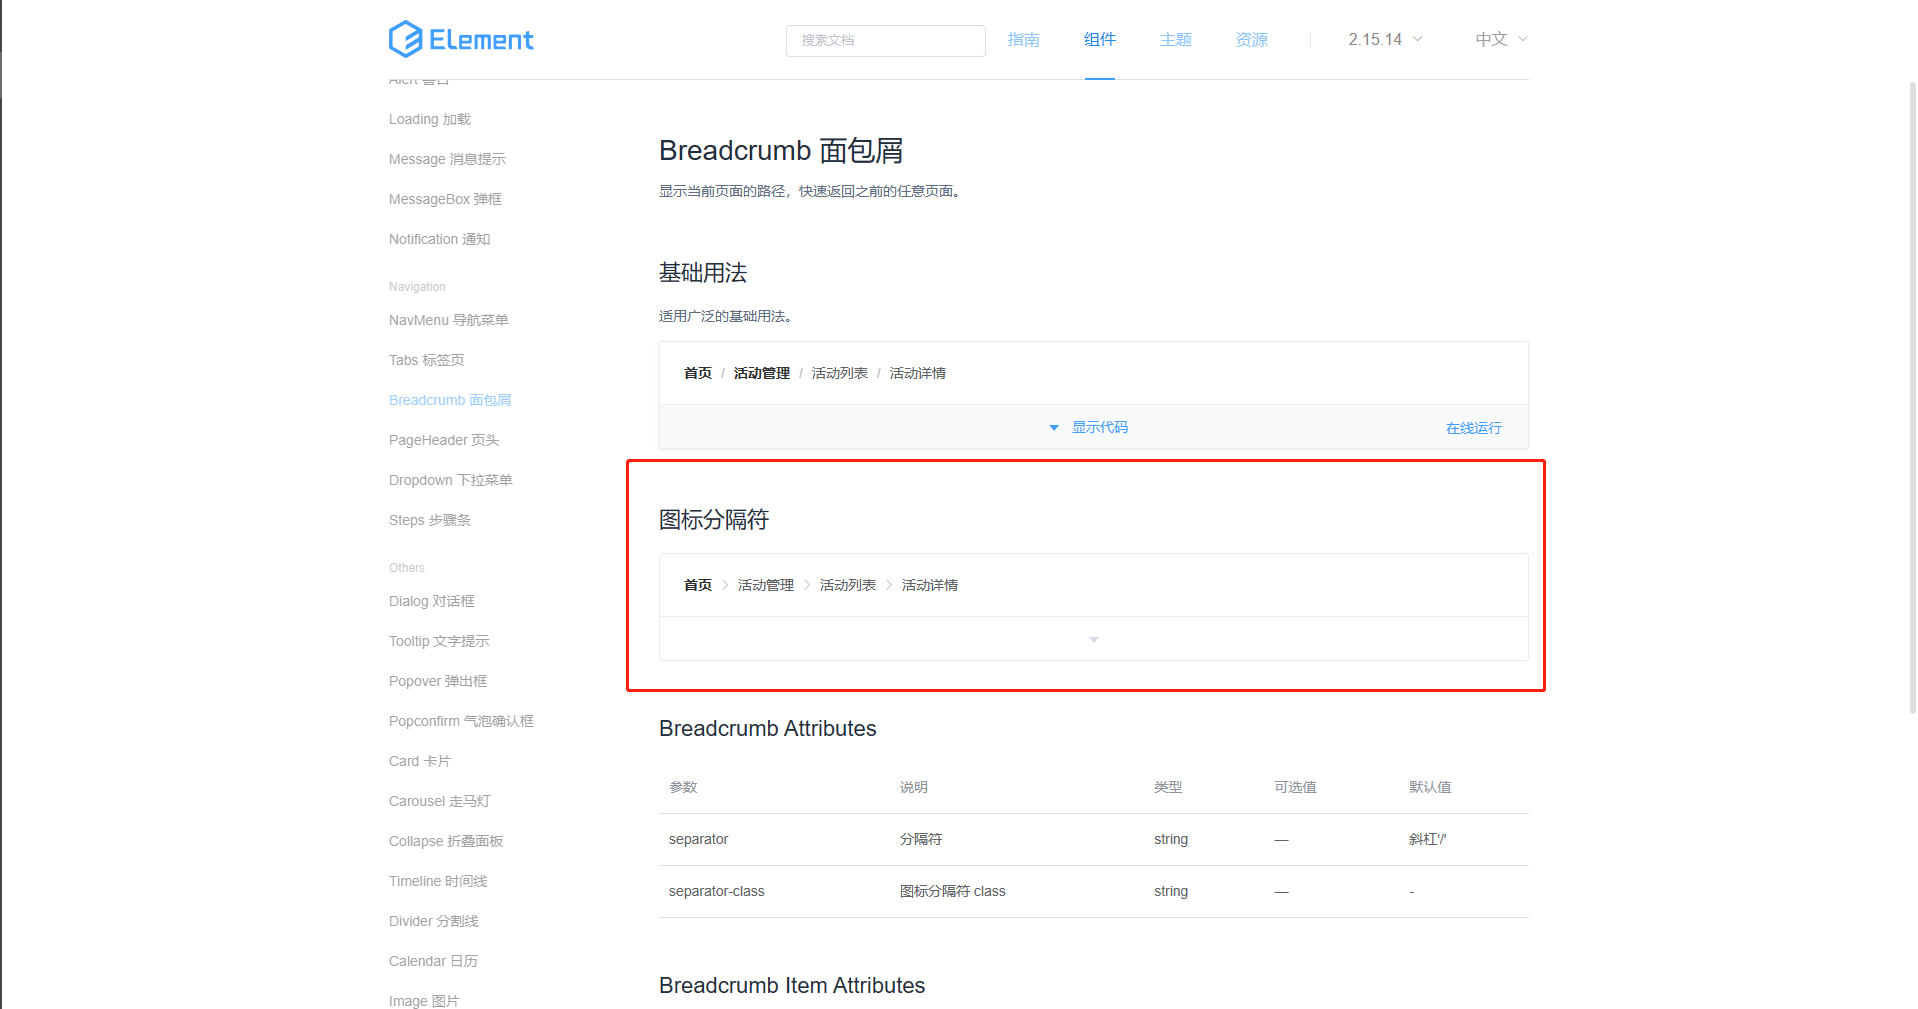 Element
搜索文档
指南
组件
主题
资源
2.15.14
中文
Alert 警告
Loading 加载
Message 消息提示
MessageBox 弹框
Notification 通知
Navigation
NavMenu 导航菜单
Tabs 标签页
Breadcrumb 面包屑
PageHeader 页头
Dropdown 下拉菜单
Steps 步骤条
Others
Dialog 对话框
Tooltip 文字提示
Popover 弹出框
Popconfirm 气泡确认框
Card 卡片
Carousel 走马灯
Collapse 折叠面板
Timeline 时间线
Divider 分割线
Calendar 日历
Image 图片
Breadcrumb 面包屑
显示当前页面的路径，快速返回之前的任意页面。
基础用法
适用广泛的基础用法。
首页 / 活动管理 / 活动列表 / 活动详情
显示代码
在线运行
图标分隔符
首页 > 活动管理 > 活动列表 > 活动详情
Breadcrumb Attributes
参数 说明 类型 可选值 默认值
separator 分隔符 string — 斜杠'/'
separator-class 图标分隔符 class string — -
Breadcrumb Item Attributes